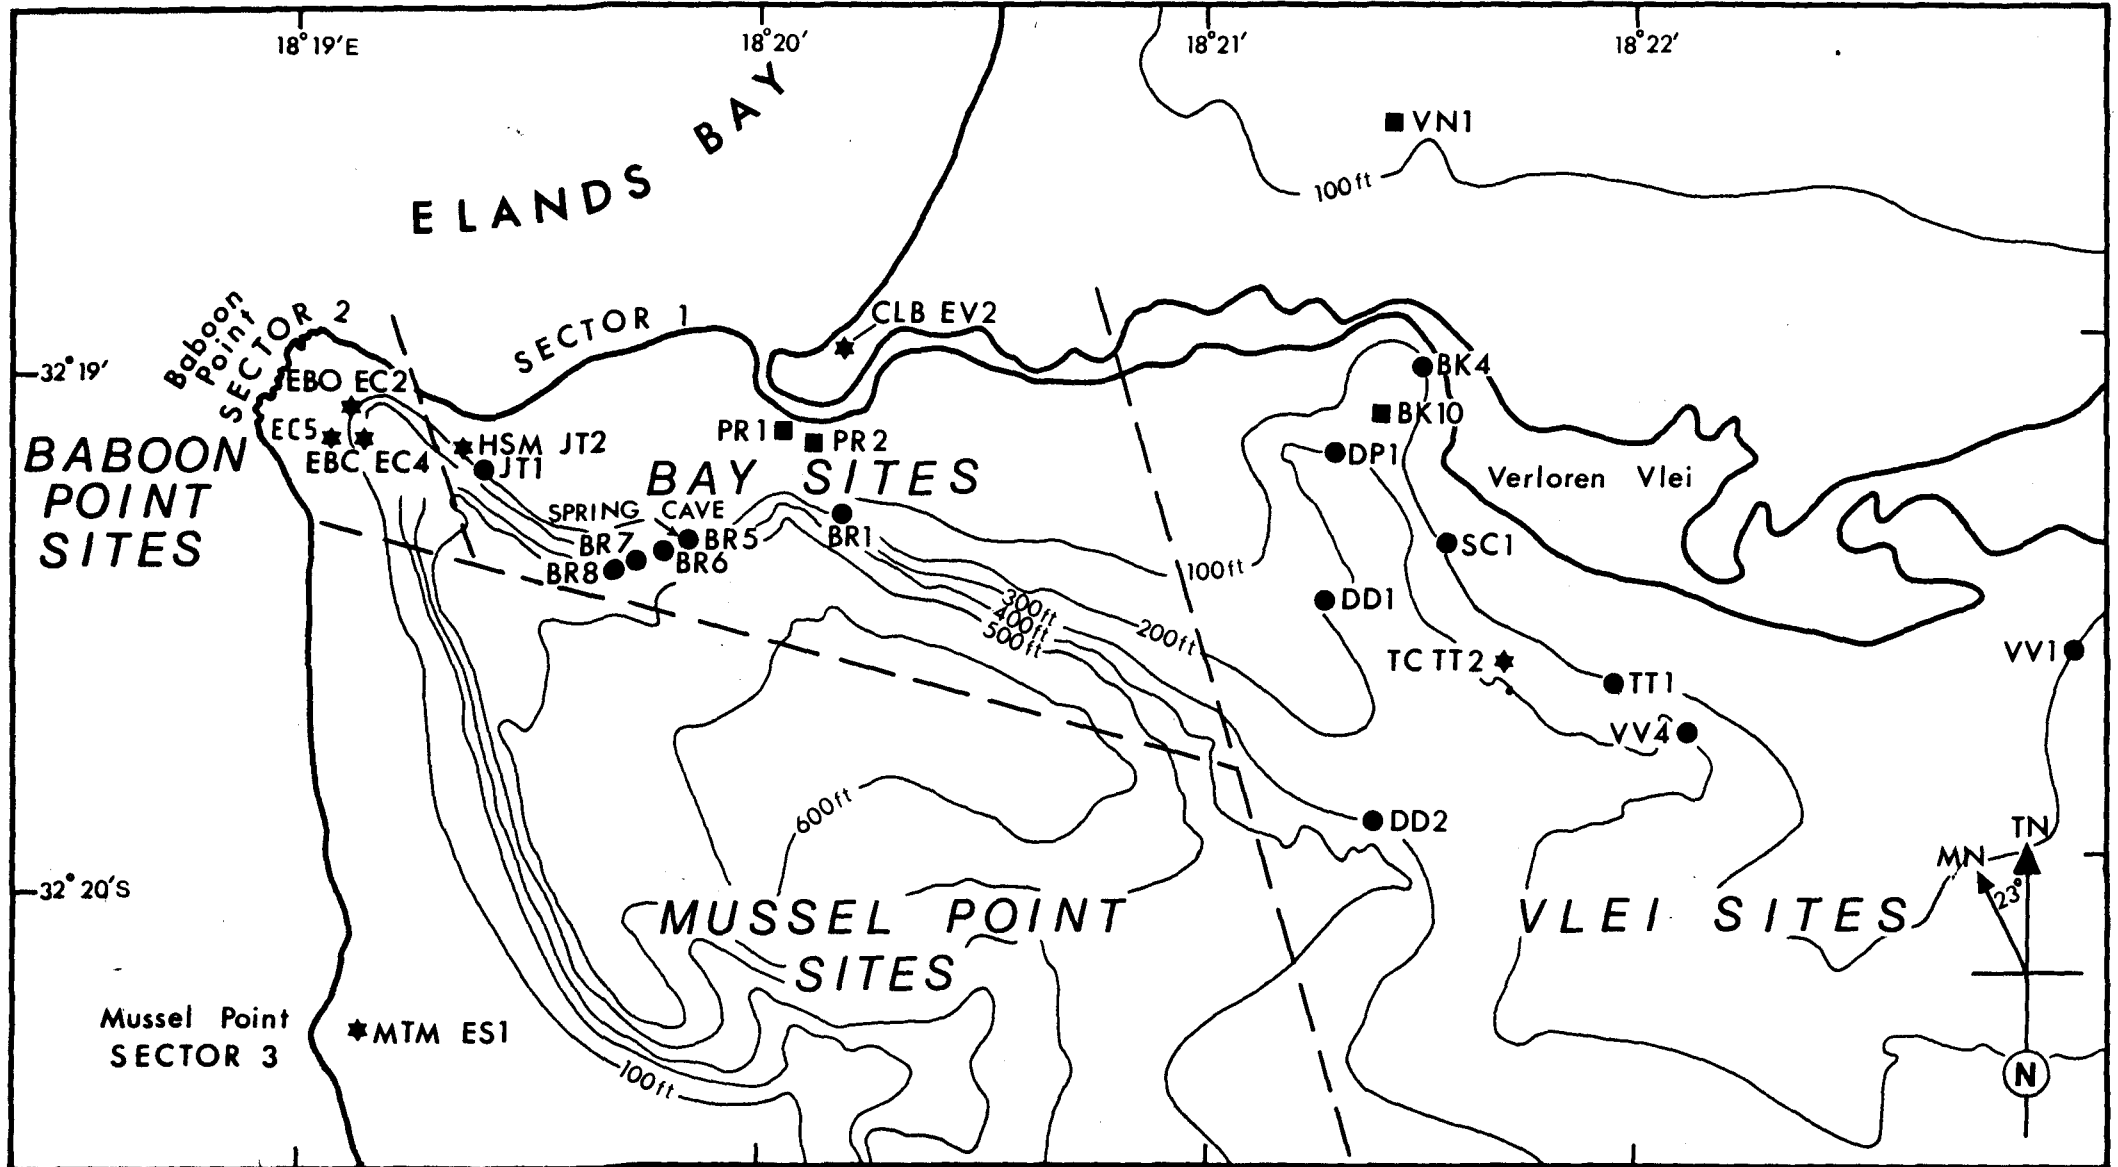 18°19'E
18°20'
18°21'
18°22'
ELANDS BAY
VN1
100ft
Baboon
Point
SECTOR 2
SECTOR 1
CLB EV2
32°19'
EBO EC2
EC5
EBC EC4
HSM JT2
JT1
PR1
PR2
BK4
BK10
DP1
Verloren Vlei
BABOON
POINT
SITES
BAY SITES
SPRING CAVE
BR7
BR5
BR1
BR8
BR6
SC1
100ft
300ft
400ft
500ft
200ft
DD1
TC TT2
TT1
VV1
VV4
600ft
DD2
TN
MN
23°
32°20'S
MUSSEL POINT
SITES
VLEI SITES
Mussel Point
SECTOR 3
MTM ES1
100ft
N